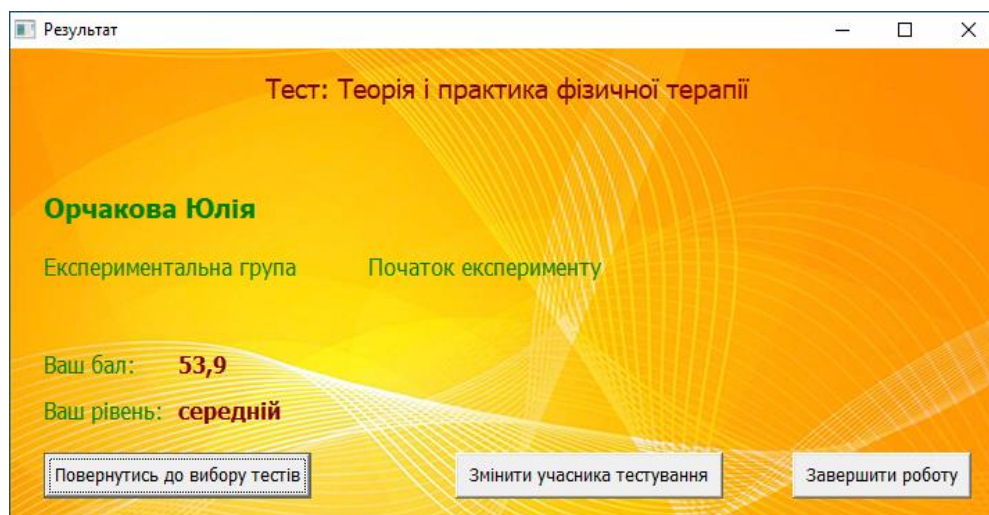 Результат
Тест: Теорія і практика фізичної терапії
Орчакова Юлія
Експериментальна група Початок експерименту
Ваш бал: 53,9
Ваш рівень: середній
Повернутись до вибору тестів Змінити учасника тестування Завершити роботу